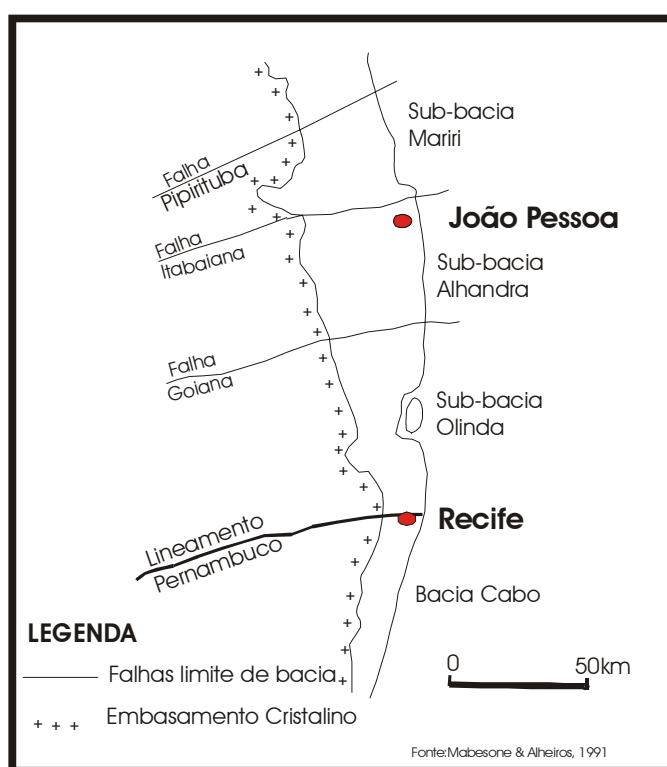 Sub-bacia
Mariri
Falha
Pipirituba
João Pessoa
Falha
Itabaiana
Sub-bacia
Alhandra
Falha
Goiana
Sub-bacia
Olinda
Recife
Lineamento
Pernambuco
Bacia Cabo
LEGENDA
Falhas limite de bacia
Embasamento Cristalino
0 50km
Fonte:Mabesone & Alheiros, 1991